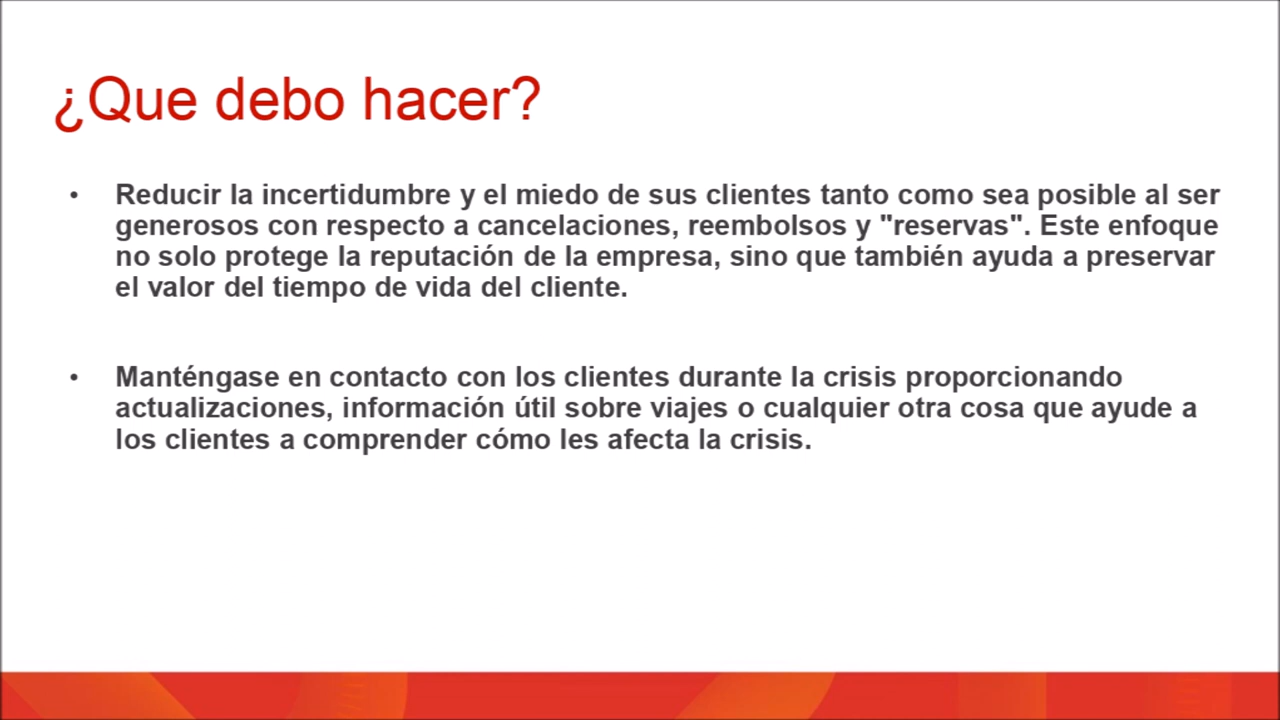 ¿Que debo hacer?
• Reducir la incertidumbre y el miedo de sus clientes tanto como sea posible al ser
generosos con respecto a cancelaciones, reembolsos y "reservas". Este enfoque
no solo protege la reputación de la empresa, sino que también ayuda a preservar
el valor del tiempo de vida del cliente.
• Manténgase en contacto con los clientes durante la crisis proporcionando
actualizaciones, información útil sobre viajes o cualquier otra cosa que ayude a
los clientes a comprender cómo les afecta la crisis.